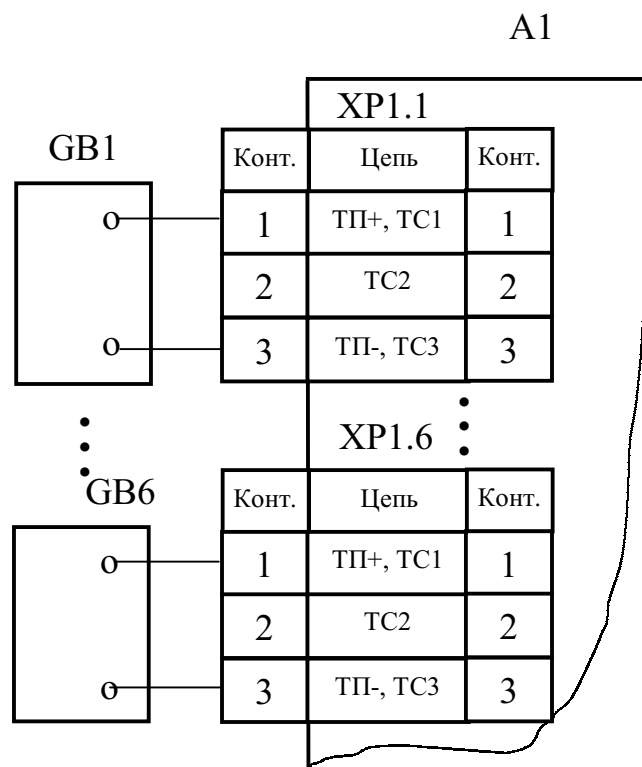 A1
XP1.1
GB1
Конт. Цепь Конт.
1 ТП+, ТС1 1
2 ТС2 2
3 ТП-, ТС3 3
XP1.6
GB6
Конт. Цепь Конт.
1 ТП+, ТС1 1
2 ТС2 2
3 ТП-, ТС3 3